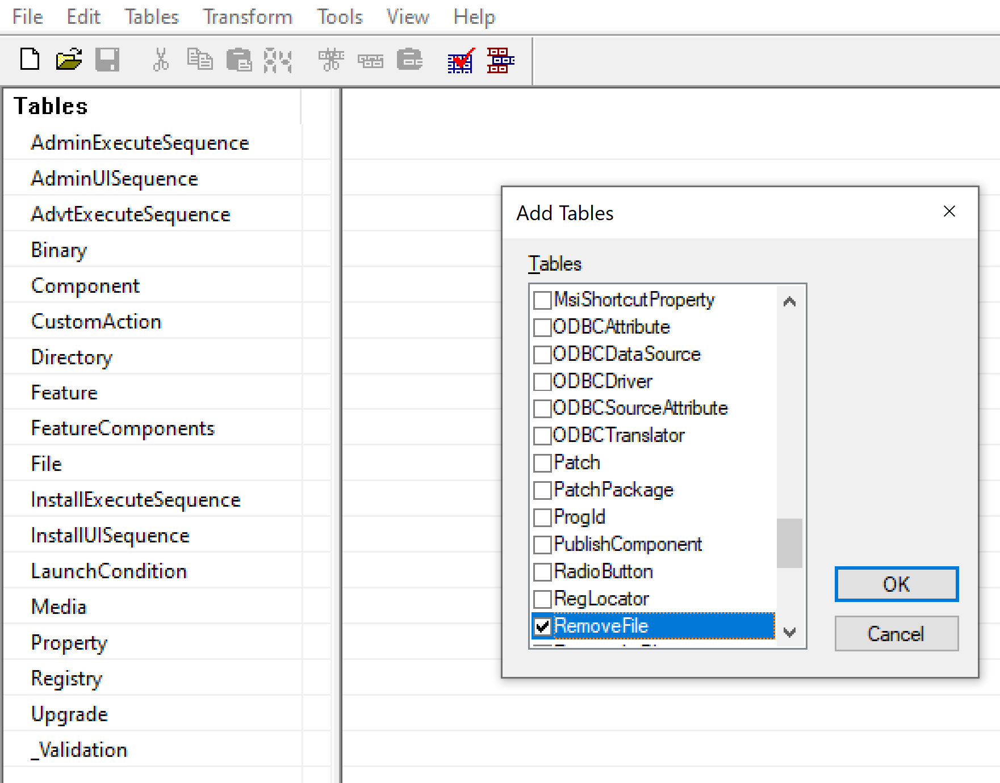 File Edit Tables Transform Tools View Help
Tables
AdminExecuteSequence
AdminUISequence
AdvtExecuteSequence
Binary
Component
CustomAction
Directory
Feature
FeatureComponents
File
InstallExecuteSequence
InstallUISequence
LaunchCondition
Media
Property
Registry
Upgrade
_Validation
Add Tables
Tables
MsiShortcutProperty
ODBCAttribute
ODBCDataSource
ODBCDriver
ODBCSourceAttribute
ODBCTranslator
Patch
PatchPackage
ProgId
PublishComponent
RadioButton
RegLocator
RemoveFile
OK
Cancel